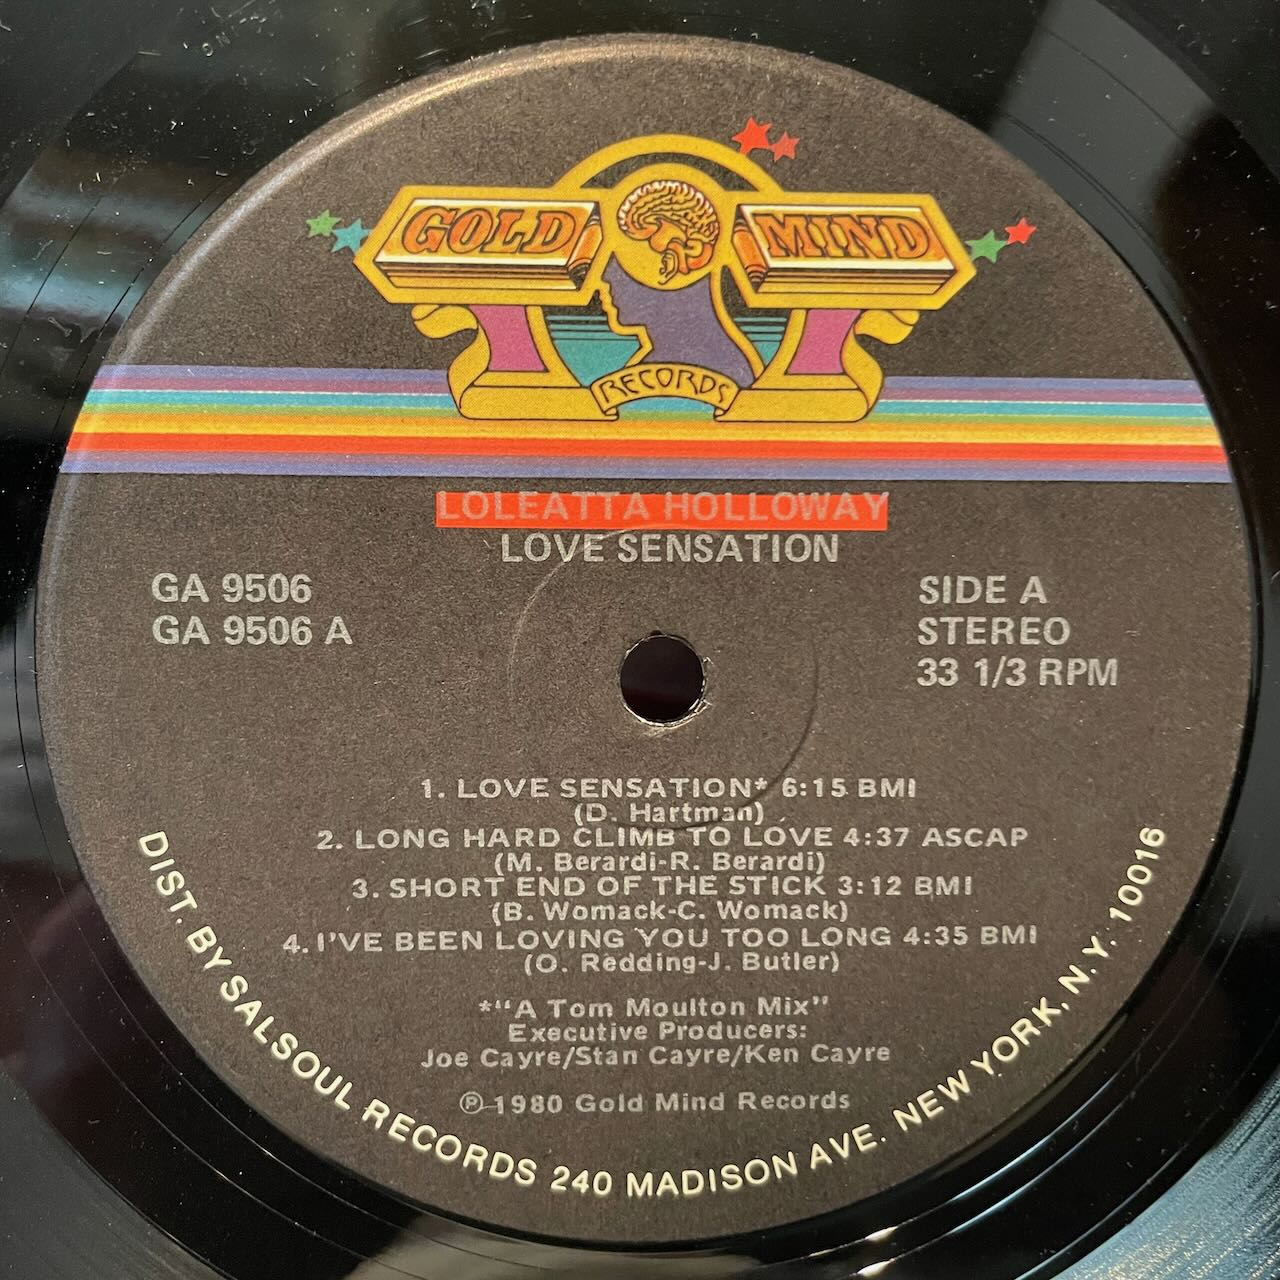 GOLD MIND
RECORDS
LOLEATTA HOLLOWAY
LOVE SENSATION
GA 9506
GA 9506 A
SIDE A
STEREO
33 1/3 RPM
1. LOVE SENSATION* 6:15 BMI
(D. Hartman)
2. LONG HARD CLIMB TO LOVE 4:37 ASCAP
(M. Berardi-R. Berardi)
3. SHORT END OF THE STICK 3:12 BMI
(B. Womack-C. Womack)
4. I'VE BEEN LOVING YOU TOO LONG 4:35 BMI
(O. Redding-J. Butler)
*"A Tom Moulton Mix"
Executive Producers:
Joe Cayre/Stan Cayre/Ken Cayre
℗ 1980 Gold Mind Records
DIST. BY SALSOUL RECORDS 240 MADISON AVE. NEW YORK, N.Y. 10016